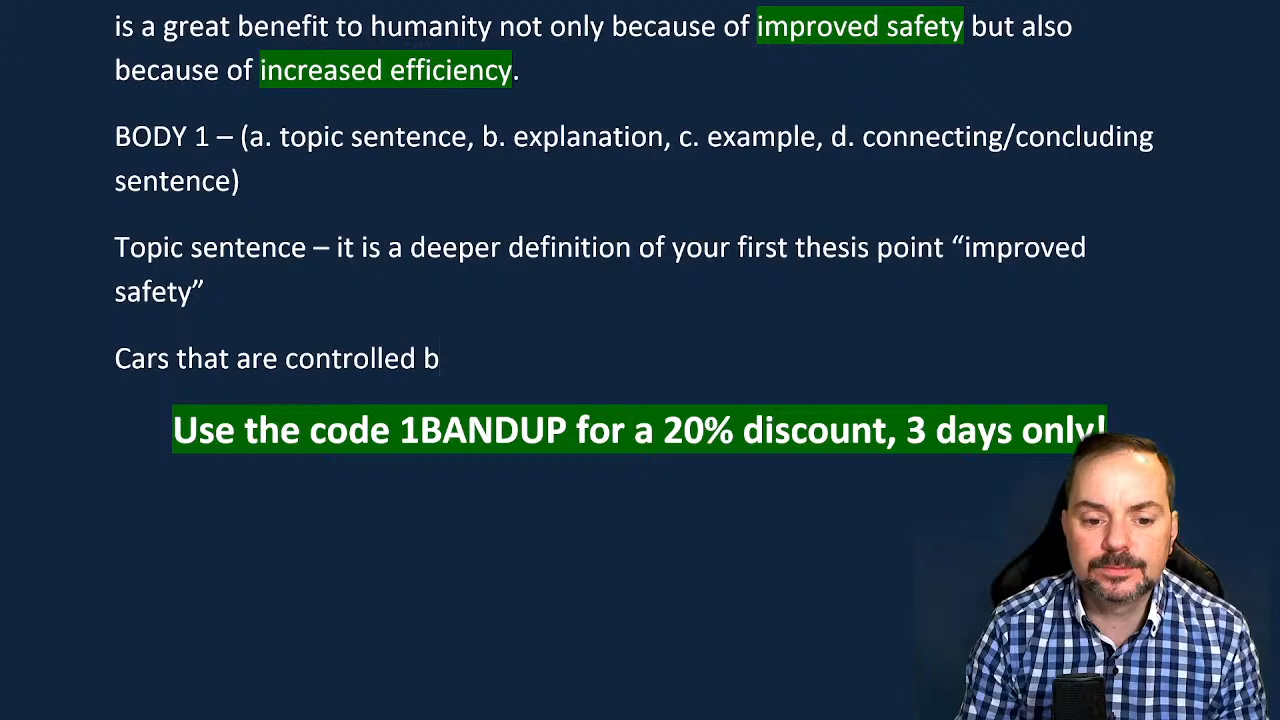 is a great benefit to humanity not only because of improved safety but also
because of increased efficiency.
BODY 1 – (a. topic sentence, b. explanation, c. example, d. connecting/concluding
sentence)
Topic sentence – it is a deeper definition of your first thesis point “improved
safety”
Cars that are controlled b
Use the code 1BANDUP for a 20% discount, 3 days only!